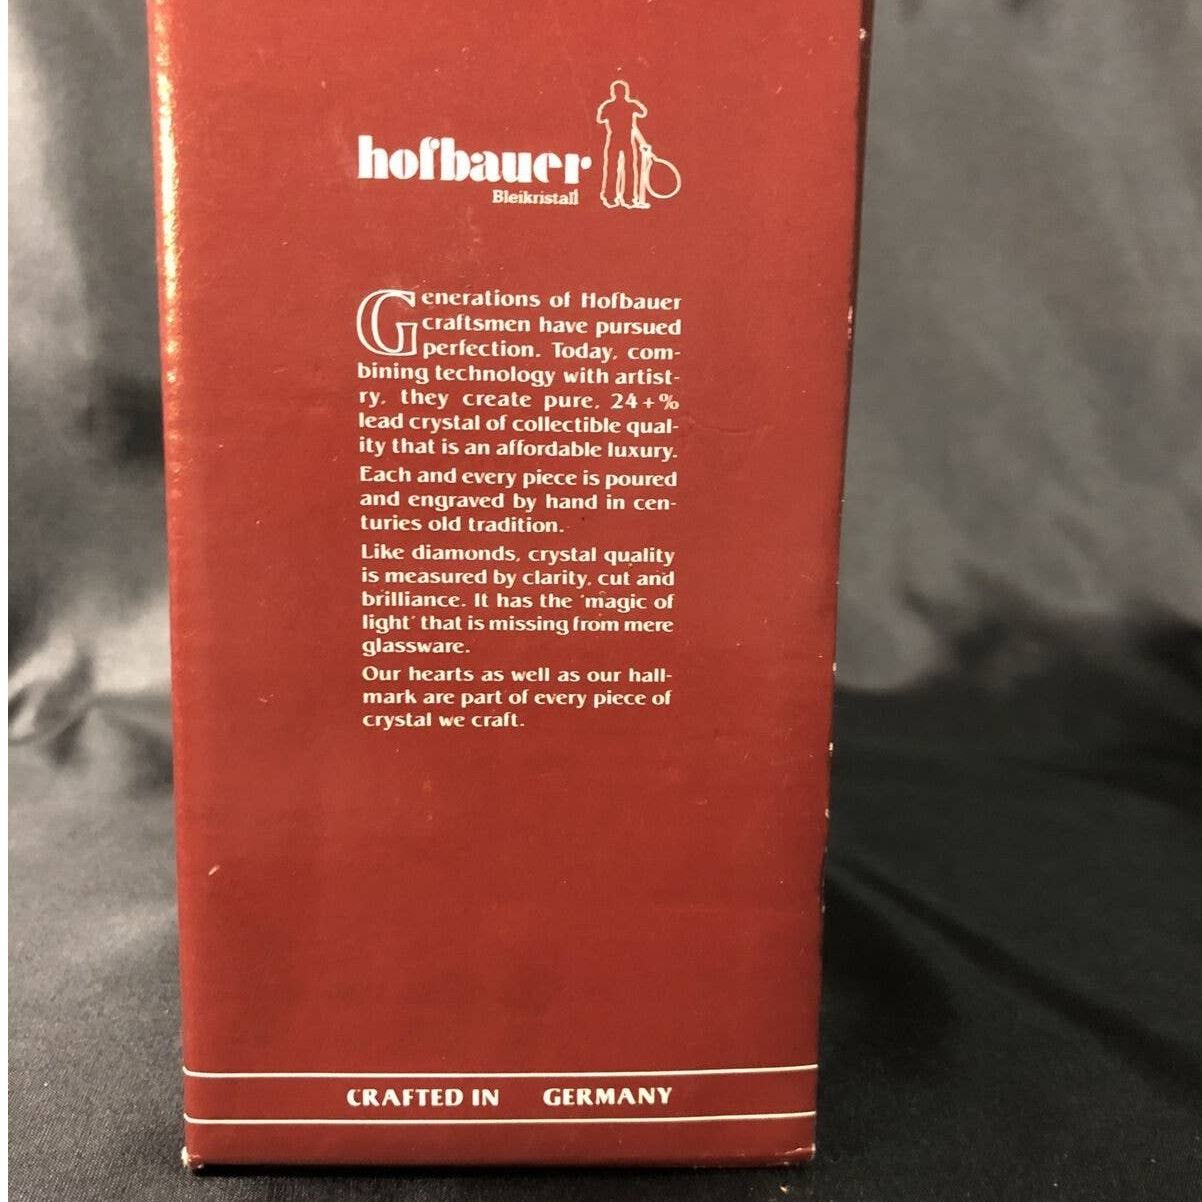 hofbauer
Bleikristall
Generations of Hofbauer
craftsmen have pursued
perfection. Today, com-
bining technology with artist-
ry, they create pure, 24+%
lead crystal of collectible qual-
ity that is an affordable luxury.
Each and every piece is poured
and engraved by hand in cen-
turies old tradition.
Like diamonds, crystal quality
is measured by clarity, cut and
brilliance. It has the 'magic of
light' that is missing from mere
glassware.
Our hearts as well as our hall-
mark are part of every piece of
crystal we craft.
CRAFTED IN GERMANY